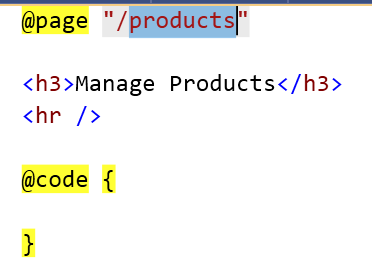 @page "/products"
<h3>Manage Products</h3>
<hr />
@code {
}